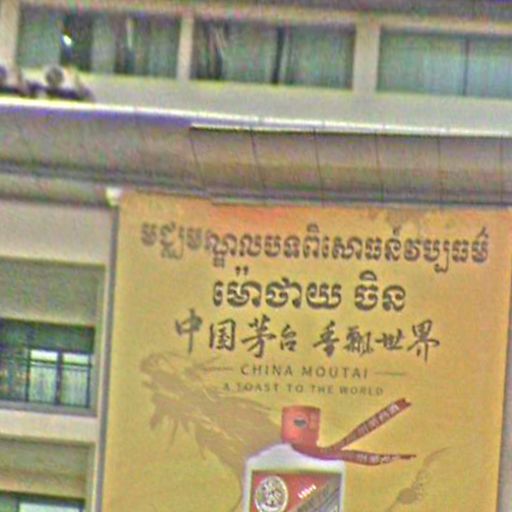 មជ្ឈមណ្ឌលបទពិសោធន៍វប្បធម៌
ម៉ោថាយ ចិន
中国茅台 香飘世界
CHINA MOUTAI
A TOAST TO THE WORLD